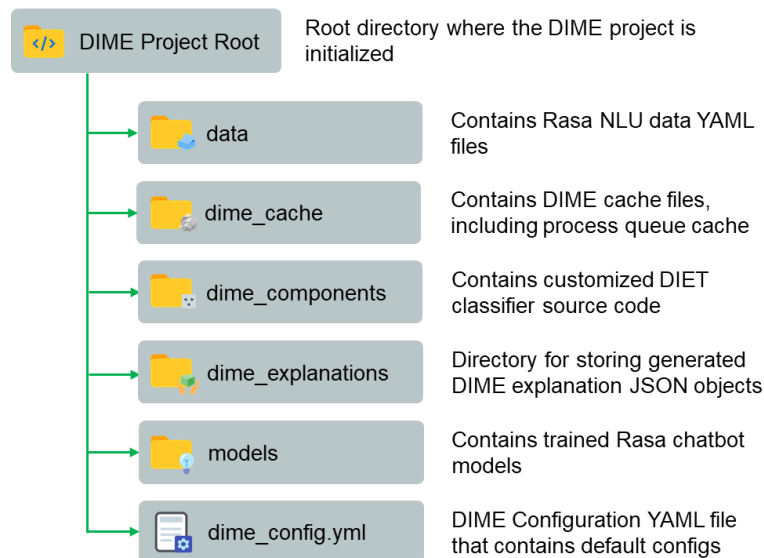 DIME Project Root
Root directory where the DIME project is
initialized
data
Contains Rasa NLU data YAML
files
dime_cache
Contains DIME cache files,
including process queue cache
dime_components
Contains customized DIET
classifier source code
dime_explanations
Directory for storing generated
DIME explanation JSON objects
models
Contains trained Rasa chatbot
models
dime_config.yml
DIME Configuration YAML file
that contains default configs